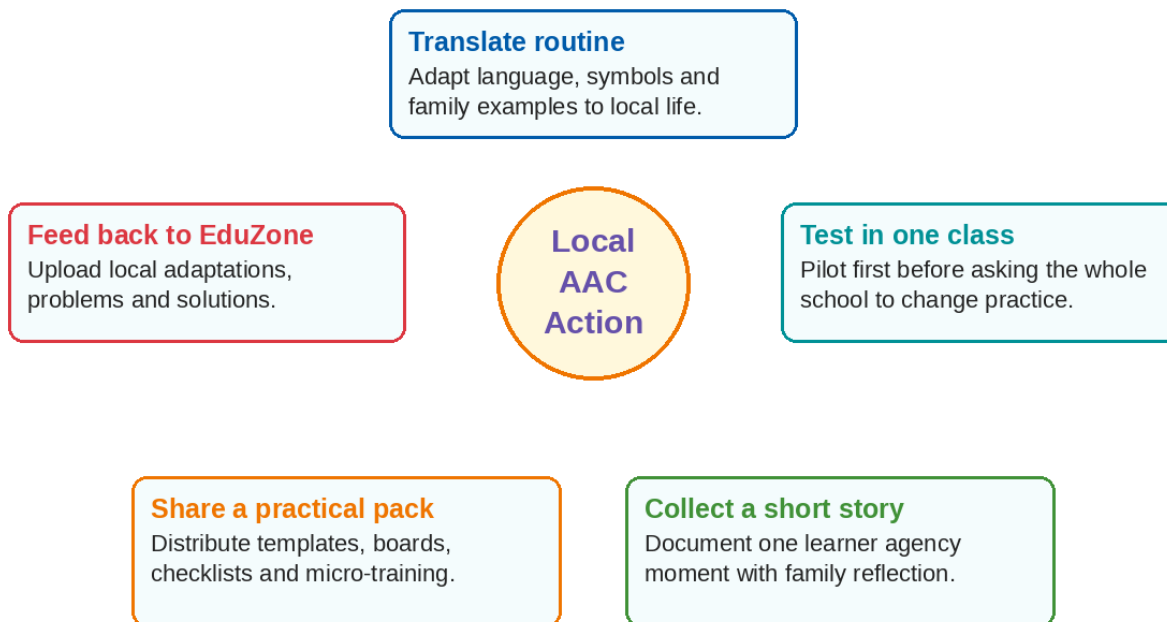 Translate routine
Adapt language, symbols and
family examples to local life.
Feed back to EduZone
Upload local adaptations,
problems and solutions.
Local
AAC
Action
Test in one class
Pilot first before asking the whole
school to change practice.
Share a practical pack
Distribute templates, boards,
checklists and micro-training.
Collect a short story
Document one learner agency
moment with family reflection.